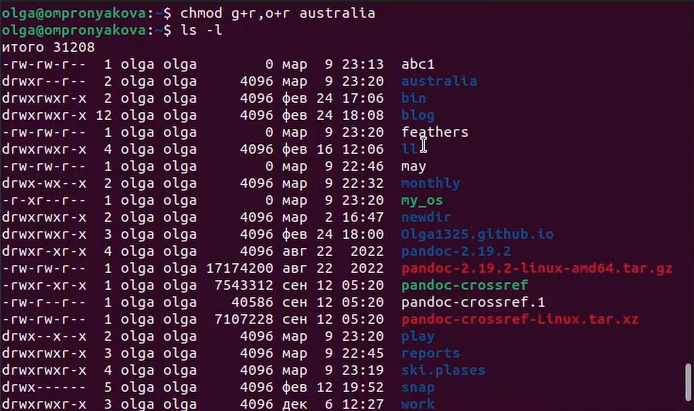 olga@ompronyakova:~$ chmod g+r,o+r australia
olga@ompronyakova:~$ ls -l
итого 31208
-rw-rw-r-- 1 olga olga 0 мар 9 23:13 abc1
drwxr--r-- 2 olga olga 4096 мар 9 23:20 australia
drwxrwxr-x 2 olga olga 4096 фев 24 17:06 bin
drwxrwxr-x 12 olga olga 4096 фев 24 18:08 blog
-rw-rw-r-- 1 olga olga 0 мар 9 23:20 feathers
drwxrwxr-x 4 olga olga 4096 фев 16 12:06
-rw-rw-r-- 1 olga olga 0 мар 9 22:46 may
drwx-wx--x 2 olga olga 4096 мар 9 22:32 monthly
-r-xr--r-- 1 olga olga 0 мар 9 23:20 my_os
drwxrwxr-x 2 olga olga 4096 мар 2 16:47 newdir
drwxrwxr-x 3 olga olga 4096 фев 24 18:00 Olga1325.github.io
drwxr-xr-x 4 olga olga 4096 авг 22 2022 pandoc-2.19.2
-rw-rw-r-- 1 olga olga 17174200 авг 22 2022 pandoc-2.19.2-linux-amd64.tar.gz
-rwxr-xr-x 1 olga olga 7543312 сен 12 05:20 pandoc-crossref
-rw-r--r-- 1 olga olga 40586 сен 12 05:20 pandoc-crossref.1
-rw-rw-r-- 1 olga olga 7107228 сен 12 05:20 pandoc-crossref-Linux.tar.xz
drwx--x--x 2 olga olga 4096 мар 9 23:20 play
drwxrwxr-x 3 olga olga 4096 мар 9 22:45 reports
drwxrwxr-x 4 olga olga 4096 мар 9 23:19 ski.plases
drwx------ 5 olga olga 4096 фев 12 19:52 snap
drwxrwxr-x 3 olga olga 4096 дек 6 12:27 work